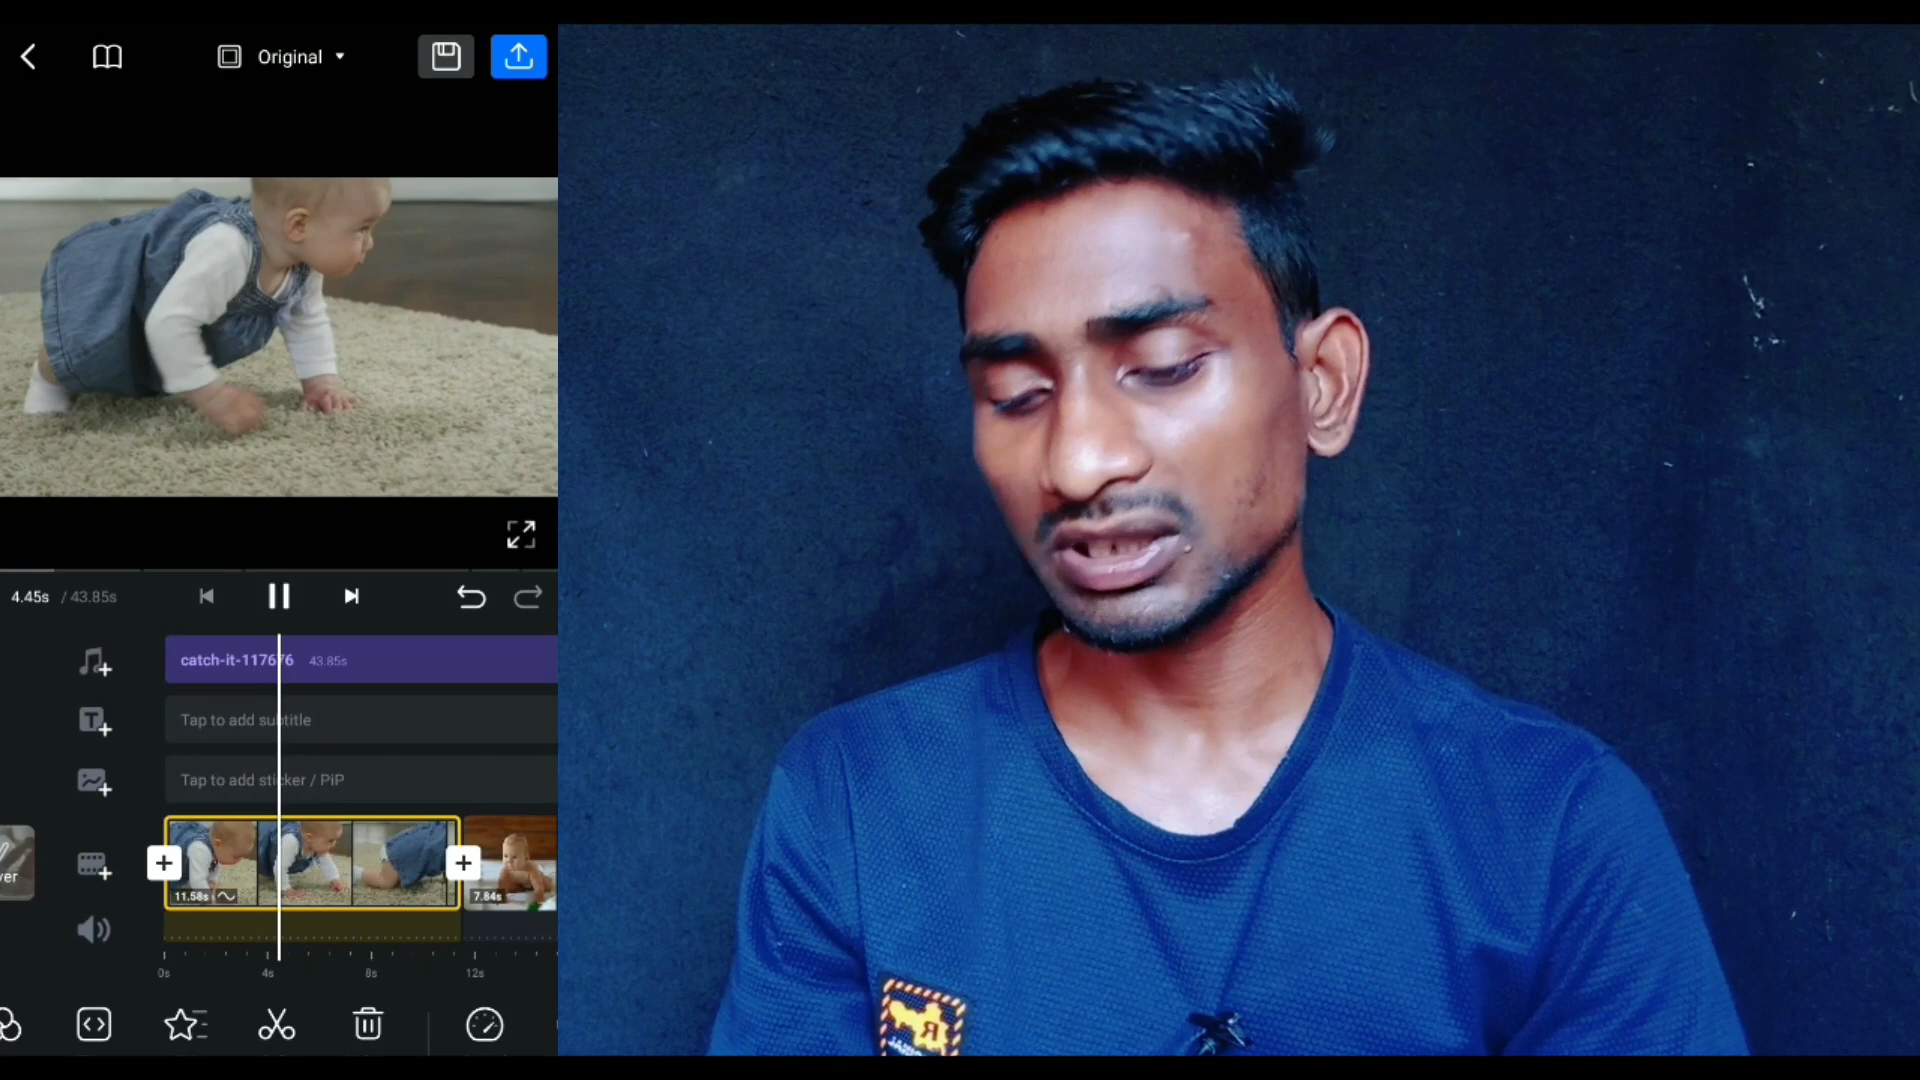 Original
4.45s / 43.85s
catch-it-117676 43.85s
Tap to add subtitle
Tap to add sticker / PiP
ver
11.58s
7.84s
0s 4s 8s 12s